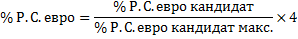 % Р. С. евро = % Р. С. евро кандидат / % Р. С. евро кандидат макс. × 4